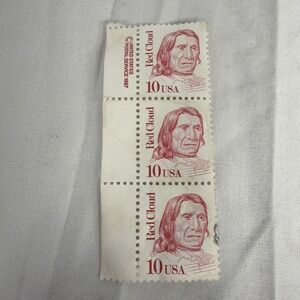 © UNITED STATES
POSTAL SERVICE 1987
Red Cloud
10 USA
Red Cloud
10 USA
Red Cloud
10 USA